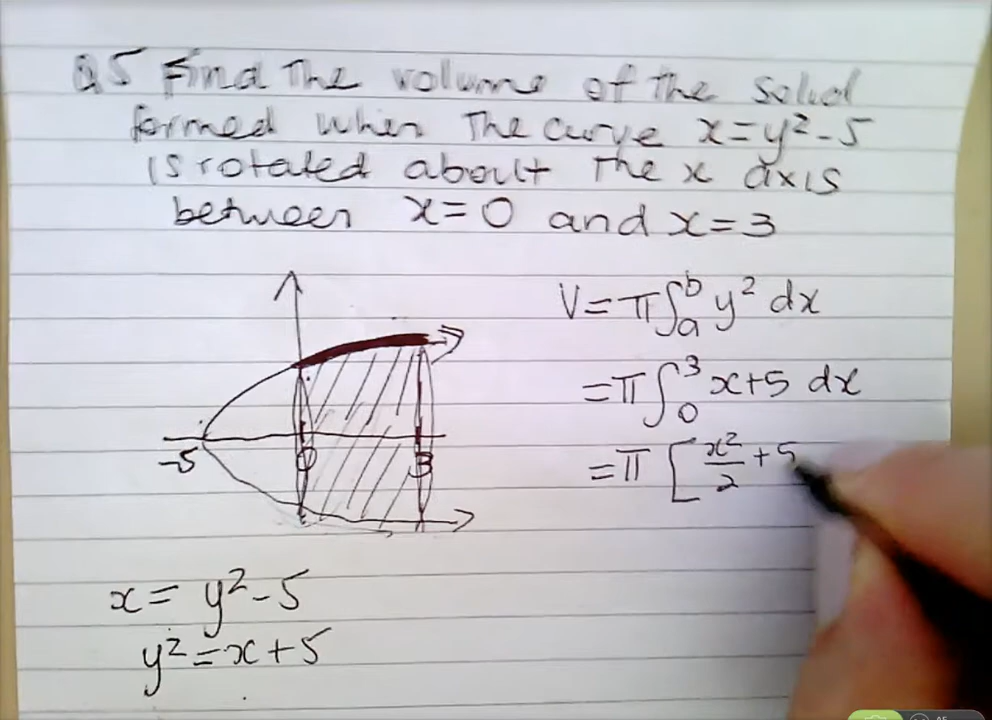 Q5 Find The volume of the solid
formed when The curve x=y²-5
is rotated about The x axis
between x=0 and x=3
V=π∫ₐᵇ y² dx
=π∫₀³ x+5 dx
=π[x²/2+5
-5
0
3
x= y²-5
y²=x+5